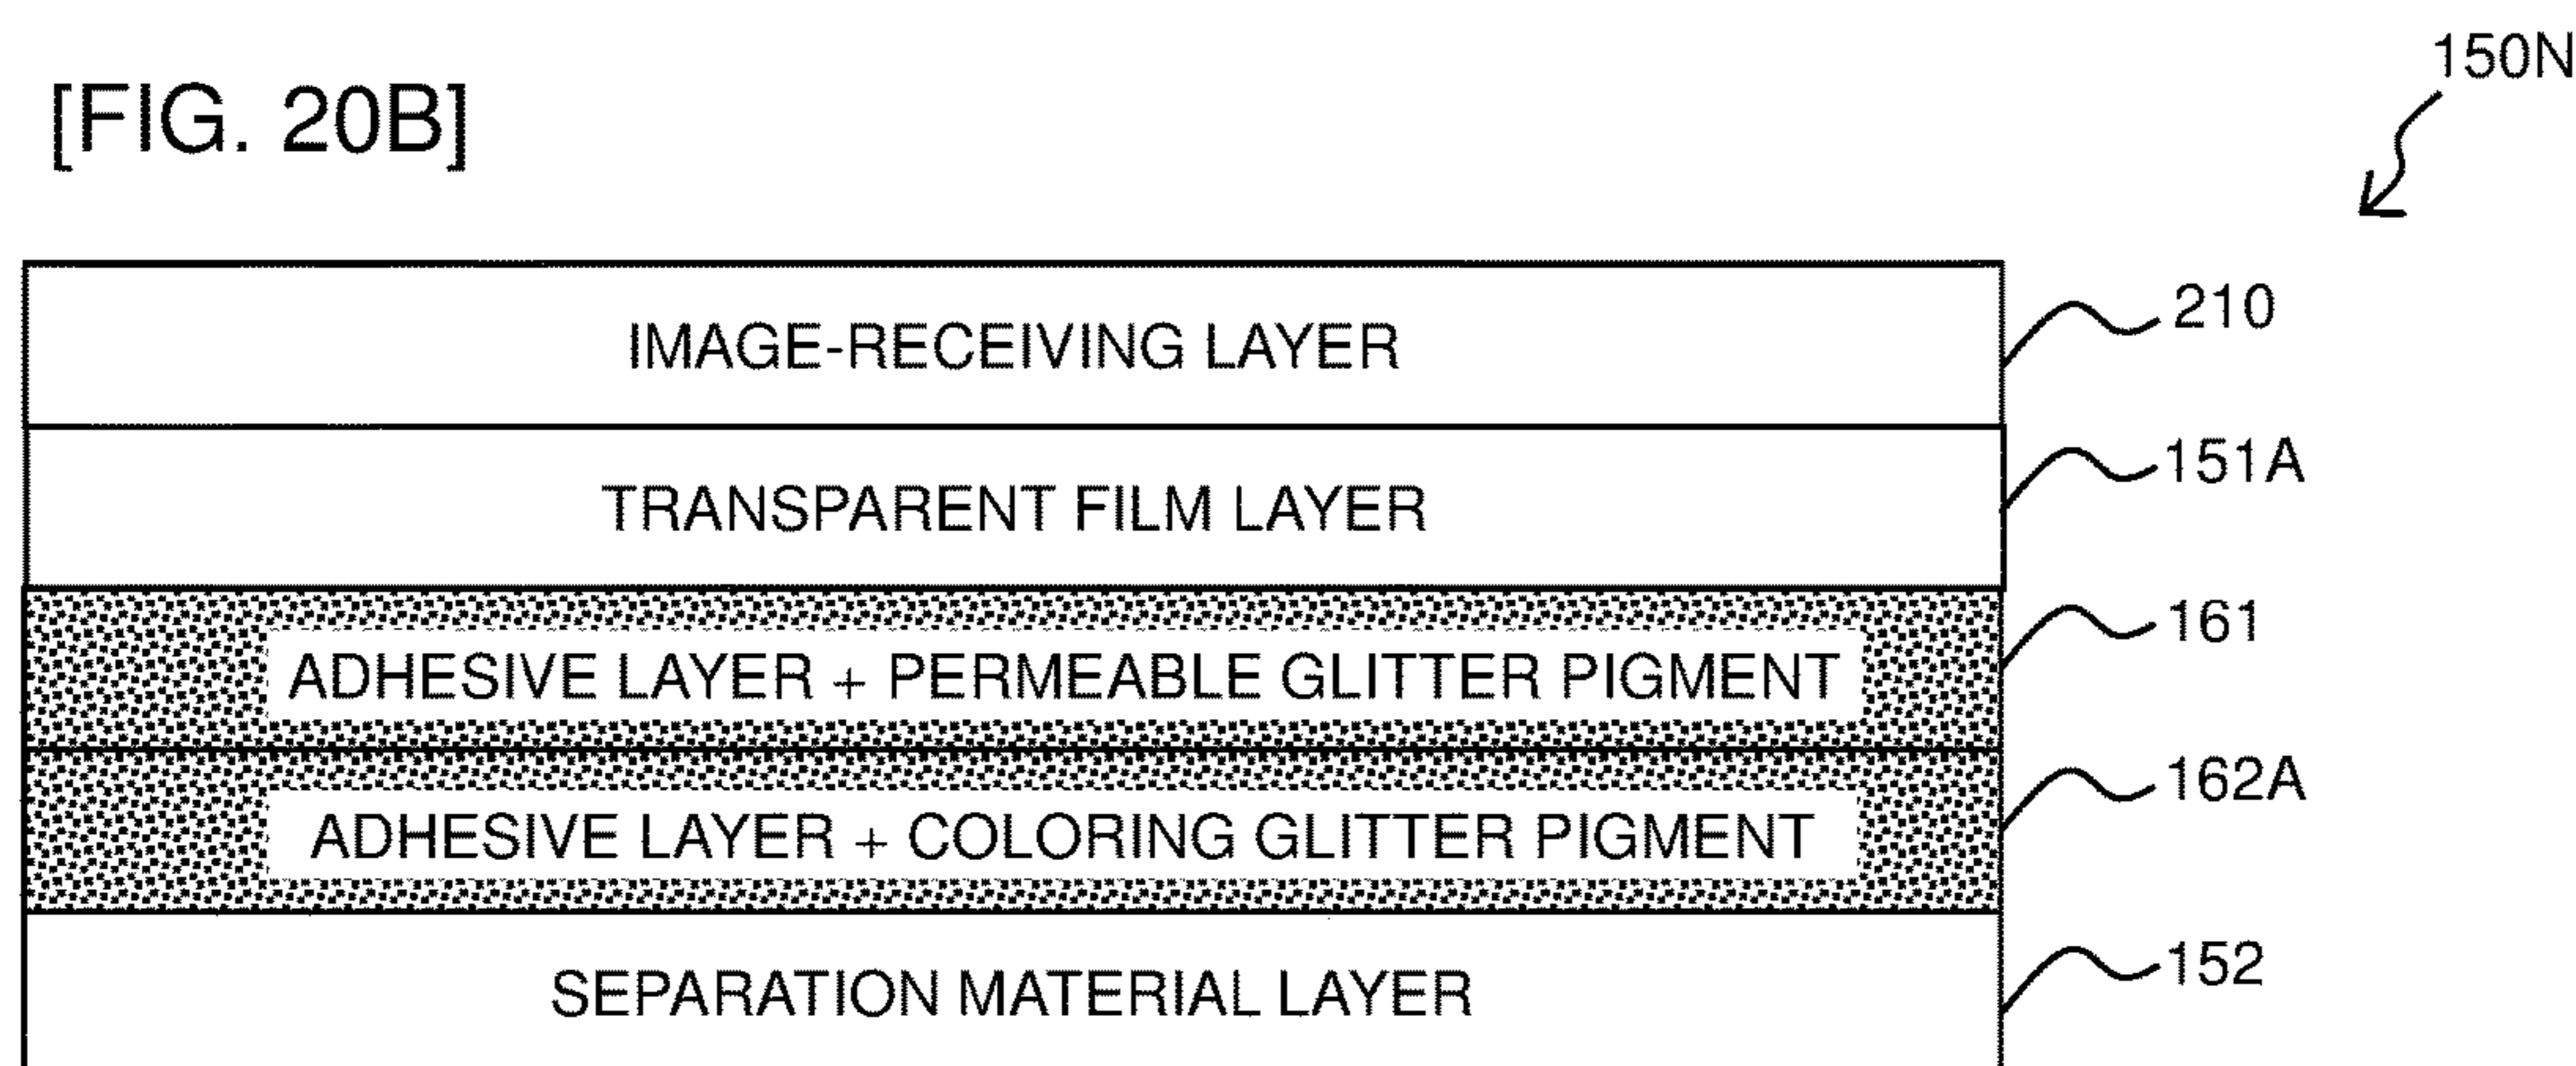 150N
[FIG. 20B]
IMAGE-RECEIVING LAYER
210
TRANSPARENT FILM LAYER
151A
ADHESIVE LAYER + PERMEABLE GLITTER PIGMENT
161
ADHESIVE LAYER + COLORING GLITTER PIGMENT
162A
SEPARATION MATERIAL LAYER
152